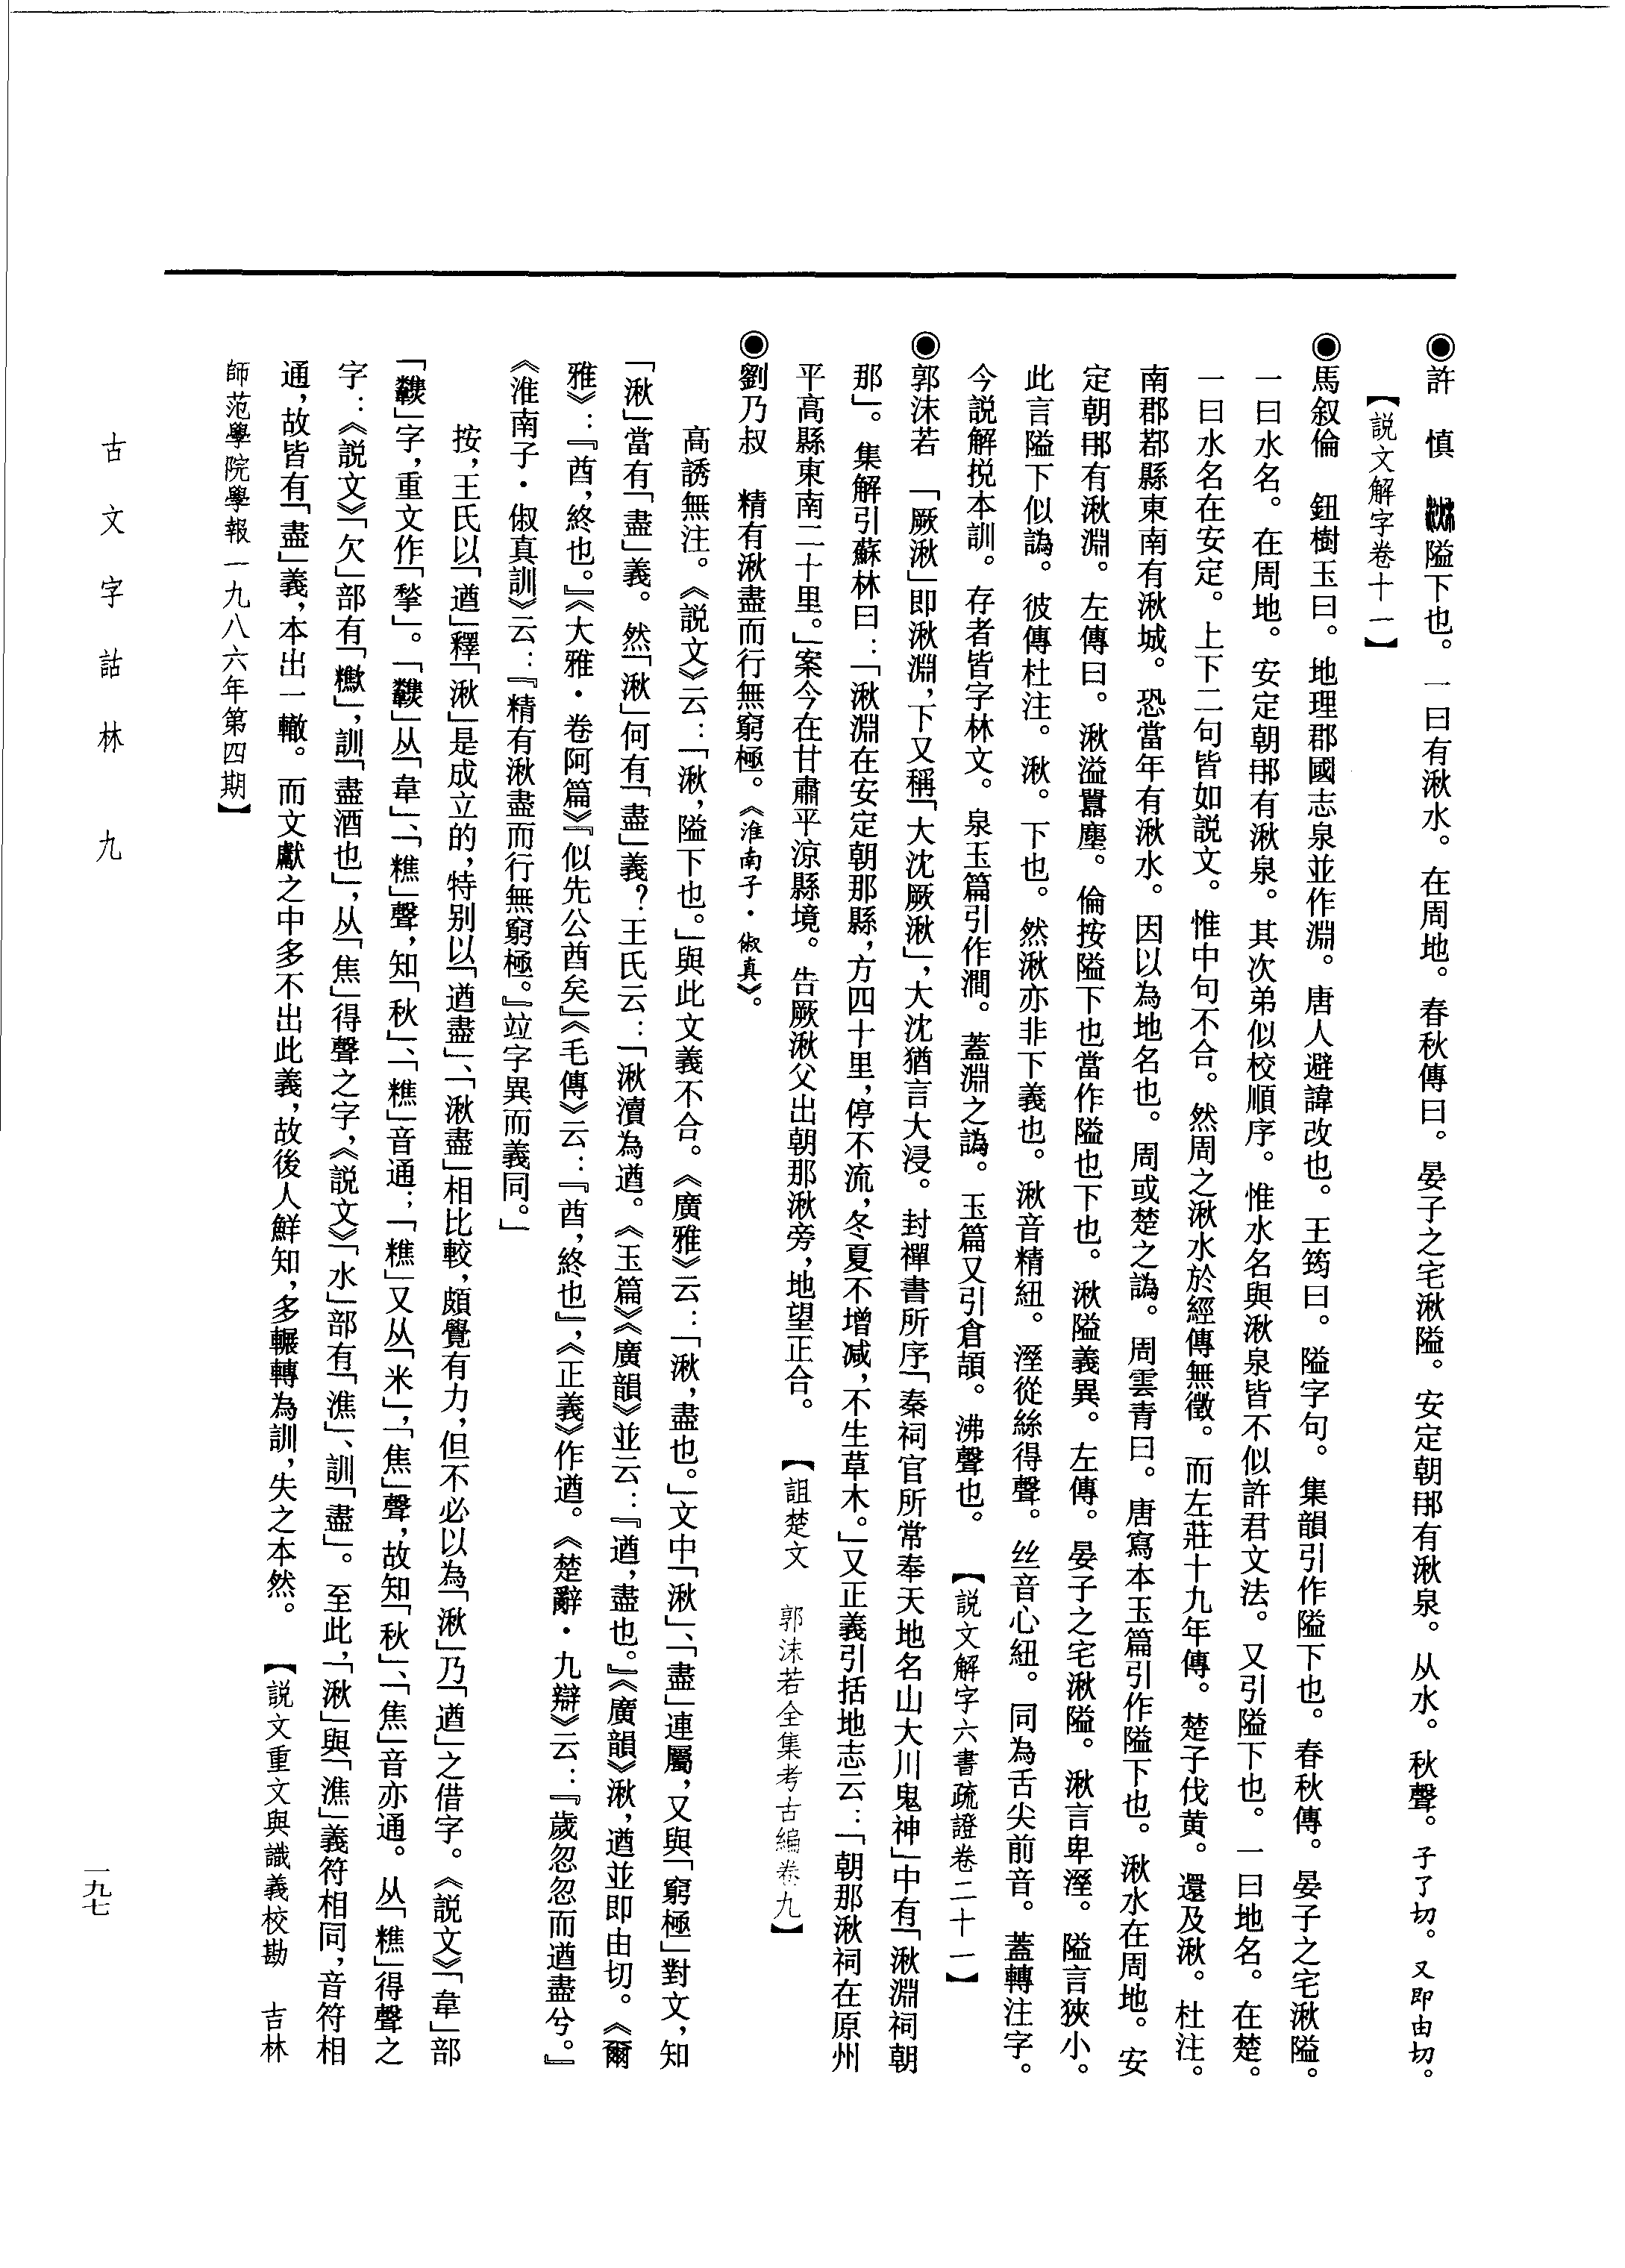 ◉許　慎　隘下也。一曰有湫水。在周地。春秋傳曰。晏子之宅湫隘。安定朝𨙻有湫泉。从水。秋聲。子了切。又即由切。
【説文解字卷十一】
◉馬叙倫　鈕樹玉曰。地理郡國志泉並作淵。唐人避諱改也。王筠曰。隘字句。集韻引作隘下也。春秋傳。晏子之宅湫隘。
一曰水名。在周地。安定朝𨙻有湫泉。其次弟似校順序。惟水名與湫泉皆不似許君文法。又引隘下也。一曰地名。在楚。
一曰水名在安定。上下二句皆如説文。惟中句不合。然周之湫水於經傳無徵。而左莊十九年傳。楚子伐黄。還及湫。杜注。
南郡鄀縣東南有湫城。恐當年有湫水。因以為地名也。周或楚之譌。周雲青曰。唐寫本玉篇引作隘下也。湫水在周地。安
定朝𨙻有湫淵。左傳曰。湫溢囂塵。倫按隘下也當作隘也下也。湫隘義異。左傳。晏子之宅湫隘。湫言卑溼。隘言狹小。
此言隘下似譌。彼傳杜注。湫。下也。然湫亦非下義也。湫音精紐。溼從絲得聲。丝音心紐。同為舌尖前音。蓋轉注字。
今説解捝本訓。存者皆字林文。泉玉篇引作澗。蓋淵之譌。玉篇又引倉頡。沸聲也。　【説文解字六書疏證卷二十一】
◉郭沫若　「厥湫」即湫淵，下又稱「大沈厥湫」，大沈猶言大浸。封禪書所序「秦祠官所常奉天地名山大川鬼神」中有「湫淵祠朝
那」。集解引蘇林曰：「湫淵在安定朝那縣，方四十里，停不流，冬夏不增减，不生草木。」又正義引括地志云：「朝那湫祠在原州
平高縣東南二十里。」案今在甘肅平涼縣境。告厥湫父出朝那湫旁，地望正合。　【詛楚文　郭沫若全集考古編卷九】
◉劉乃叔　精有湫盡而行無窮極。《淮南子·俶真》。
高誘無注。《説文》云：「湫，隘下也。」與此文義不合。《廣雅》云：「湫，盡也。」文中「湫」、「盡」連屬，又與「窮極」對文，知
「湫」當有「盡」義。然「湫」何有「盡」義？王氏云：「湫瀆為遒。《玉篇》《廣韻》並云：『遒，盡也。』《廣韻》湫，遒並即由切。《爾
雅》：『酋，終也。』《大雅·卷阿篇》『似先公酋矣』《毛傳》云：『酋，終也』，《正義》作遒。《楚辭·九辯》云：『歲忽忽而遒盡兮。』
《淮南子·俶真訓》云：『精有湫盡而行無窮極。』竝字異而義同。」
按，王氏以「遒」釋「湫」是成立的，特别以「遒盡」、「湫盡」相比較，頗覺有力，但不必以為「湫」乃「遒」之借字。《説文》「韋」部
「𩏷」字，重文作「揫」。「𩏷」从「韋」、「糕」聲，知「秋」、「糕」音通；「糕」又从「米」，「焦」聲，故知「秋」、「焦」音亦通。从「糕」得聲之
字：《説文》「欠」部有「㰵」，訓「盡酒也」，从「焦」得聲之字，《説文》「水」部有「潐」、訓「盡」。至此，「湫」與「潐」義符相同，音符相
通，故皆有「盡」義，本出一轍。而文獻之中多不出此義，故後人鮮知，多輾轉為訓，失之本然。　【説文重文與識義校勘　吉林
師范學院學報一九八六年第四期】
古文字詁林　九
一九七